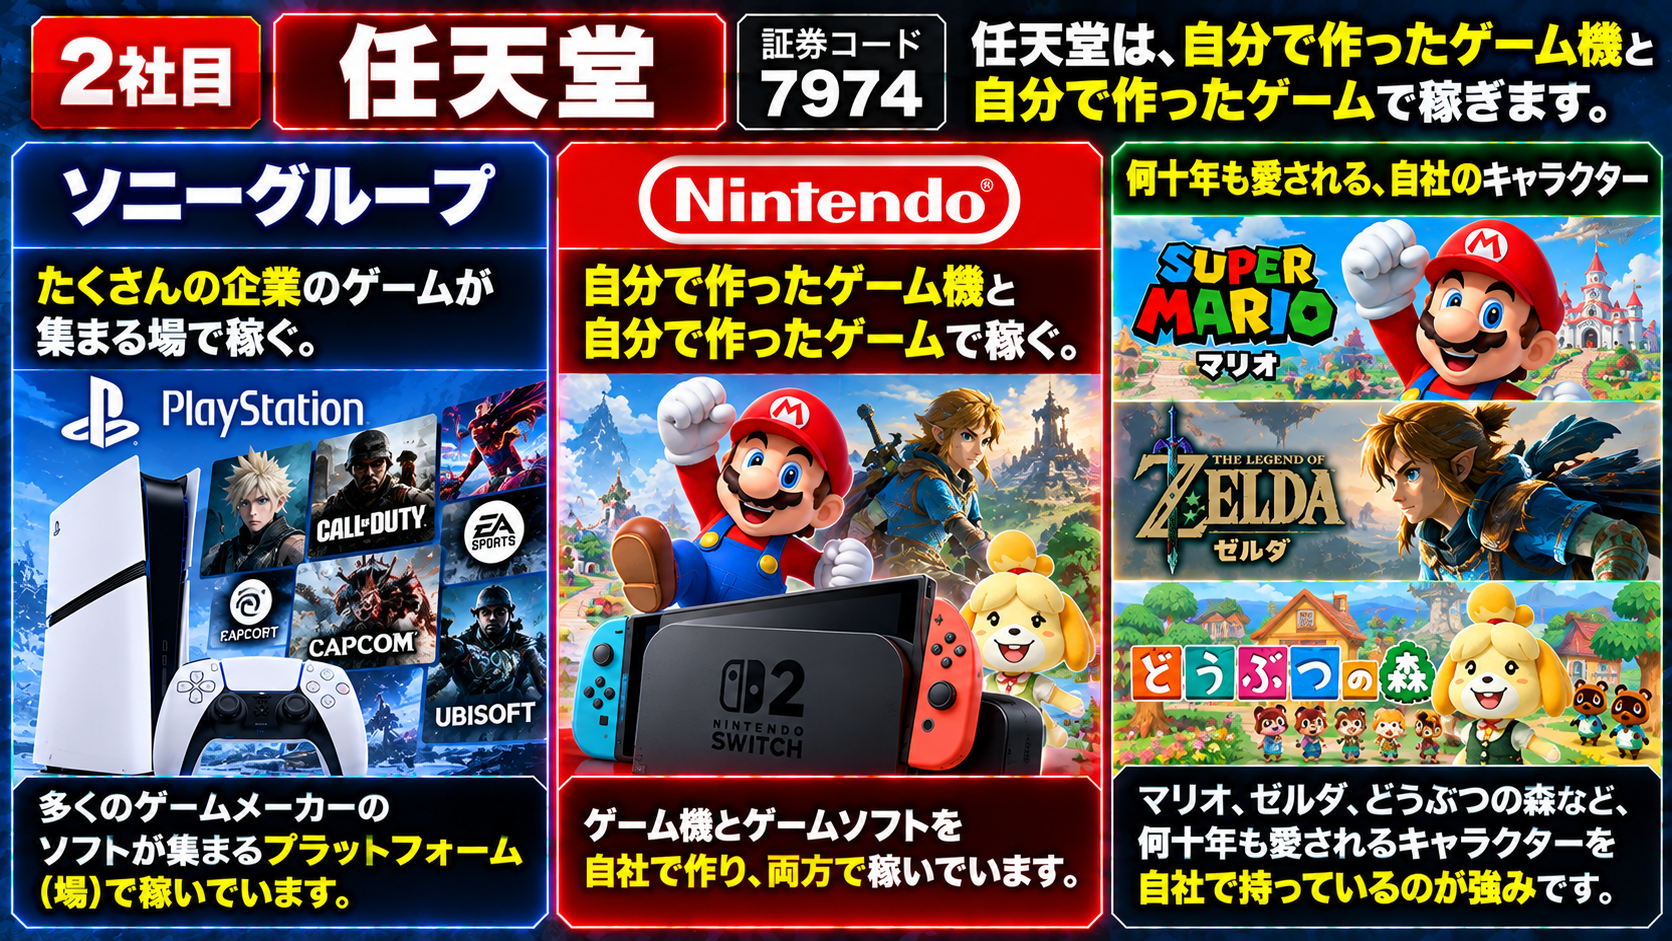 2社目
任天堂
証券コード
7974
任天堂は、自分で作ったゲーム機と
自分で作ったゲームで稼ぎます。
ソニーグループ
たくさんの企業のゲームが
集まる場で稼ぐ。
PlayStation
CALL OF DUTY
EA
SPORTS
F.APCORT
CAPCOM
UBISOFT
多くのゲームメーカーの
ソフトが集まるプラットフォーム
(場)で稼いでいます。
Nintendo®
自分で作ったゲーム機と
自分で作ったゲームで稼ぐ。
M
2
NINTENDO
SWITCH
ゲーム機とゲームソフトを
自社で作り、両方で稼いでいます。
何十年も愛される、自社のキャラクター
SUPER
MARIO
マリオ
M
THE LEGEND OF
ZELDA
ゼルダ
どうぶつの森
マリオ、ゼルダ、どうぶつの森など、
何十年も愛されるキャラクターを
自社で持っているのが強みです。